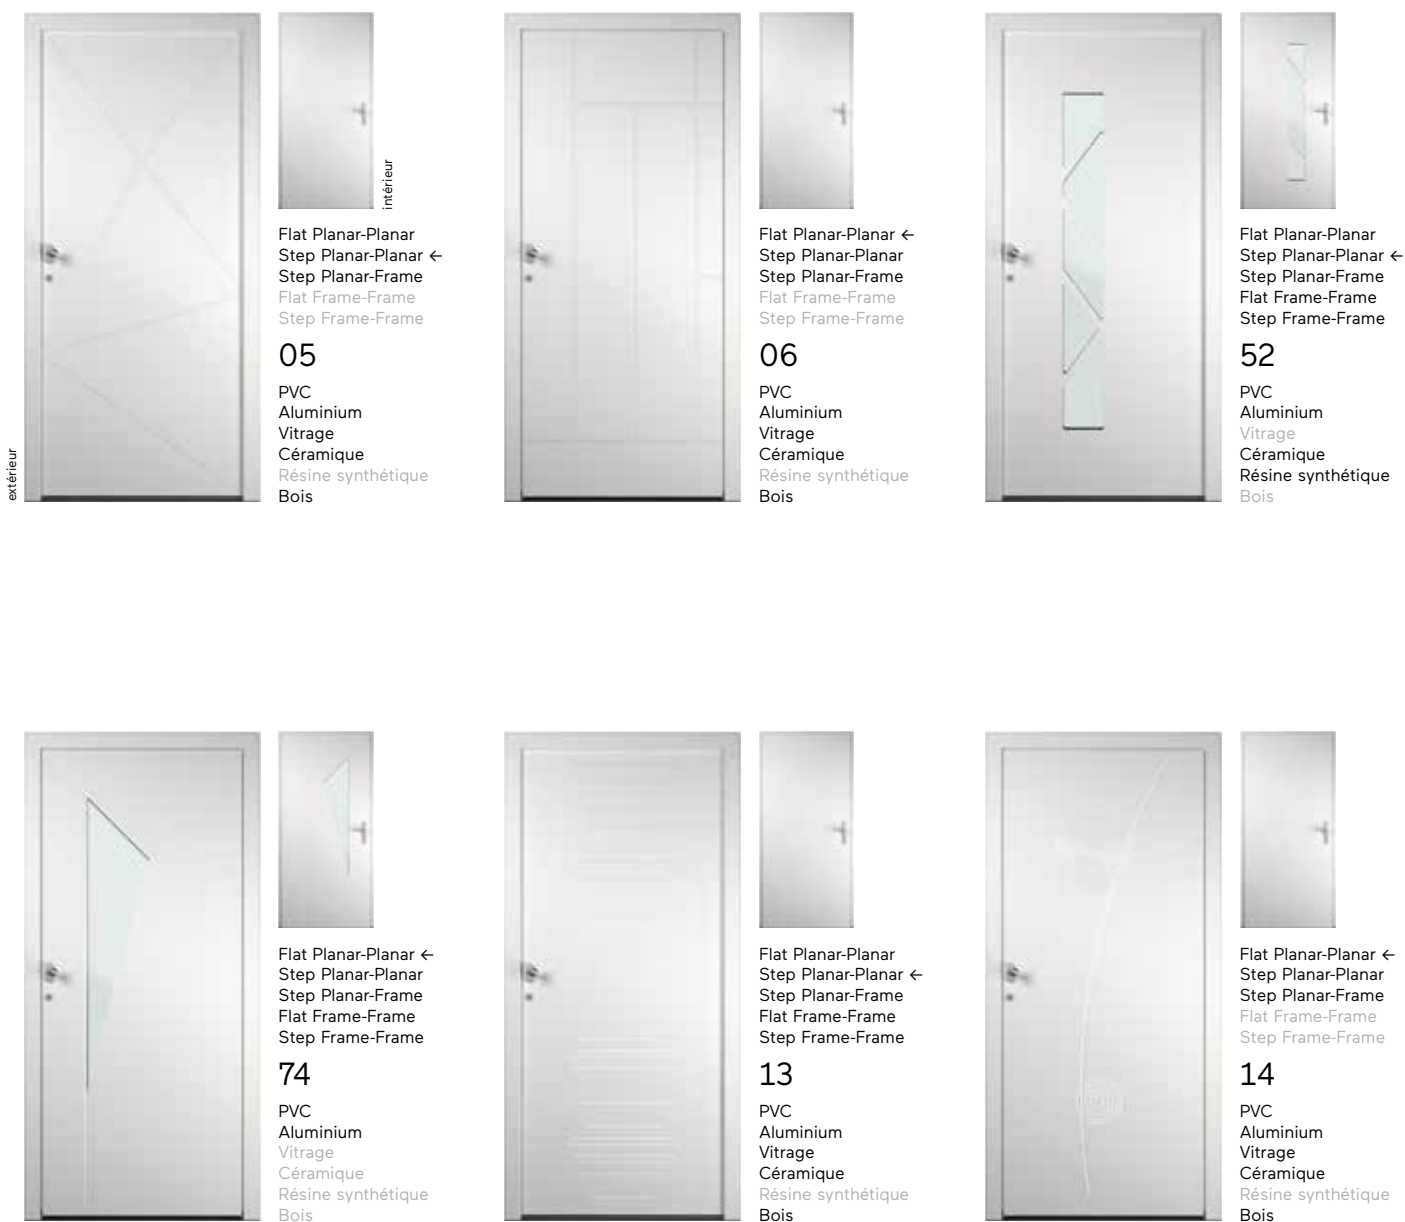 extérieur
intérieur
Flat Planar-Planar
Step Planar-Planar ←
Step Planar-Frame
Flat Frame-Frame
Step Frame-Frame
05
PVC
Aluminium
Vitrage
Céramique
Résine synthétique
Bois
Flat Planar-Planar ←
Step Planar-Planar
Step Planar-Frame
Flat Frame-Frame
Step Frame-Frame
06
PVC
Aluminium
Vitrage
Céramique
Résine synthétique
Bois
Flat Planar-Planar
Step Planar-Planar ←
Step Planar-Frame
Flat Frame-Frame
Step Frame-Frame
52
PVC
Aluminium
Vitrage
Céramique
Résine synthétique
Bois
Flat Planar-Planar ←
Step Planar-Planar
Step Planar-Frame
Flat Frame-Frame
Step Frame-Frame
74
PVC
Aluminium
Vitrage
Céramique
Résine synthétique
Bois
Flat Planar-Planar
Step Planar-Planar ←
Step Planar-Frame
Flat Frame-Frame
Step Frame-Frame
13
PVC
Aluminium
Vitrage
Céramique
Résine synthétique
Bois
Flat Planar-Planar ←
Step Planar-Planar
Step Planar-Frame
Flat Frame-Frame
Step Frame-Frame
14
PVC
Aluminium
Vitrage
Céramique
Résine synthétique
Bois